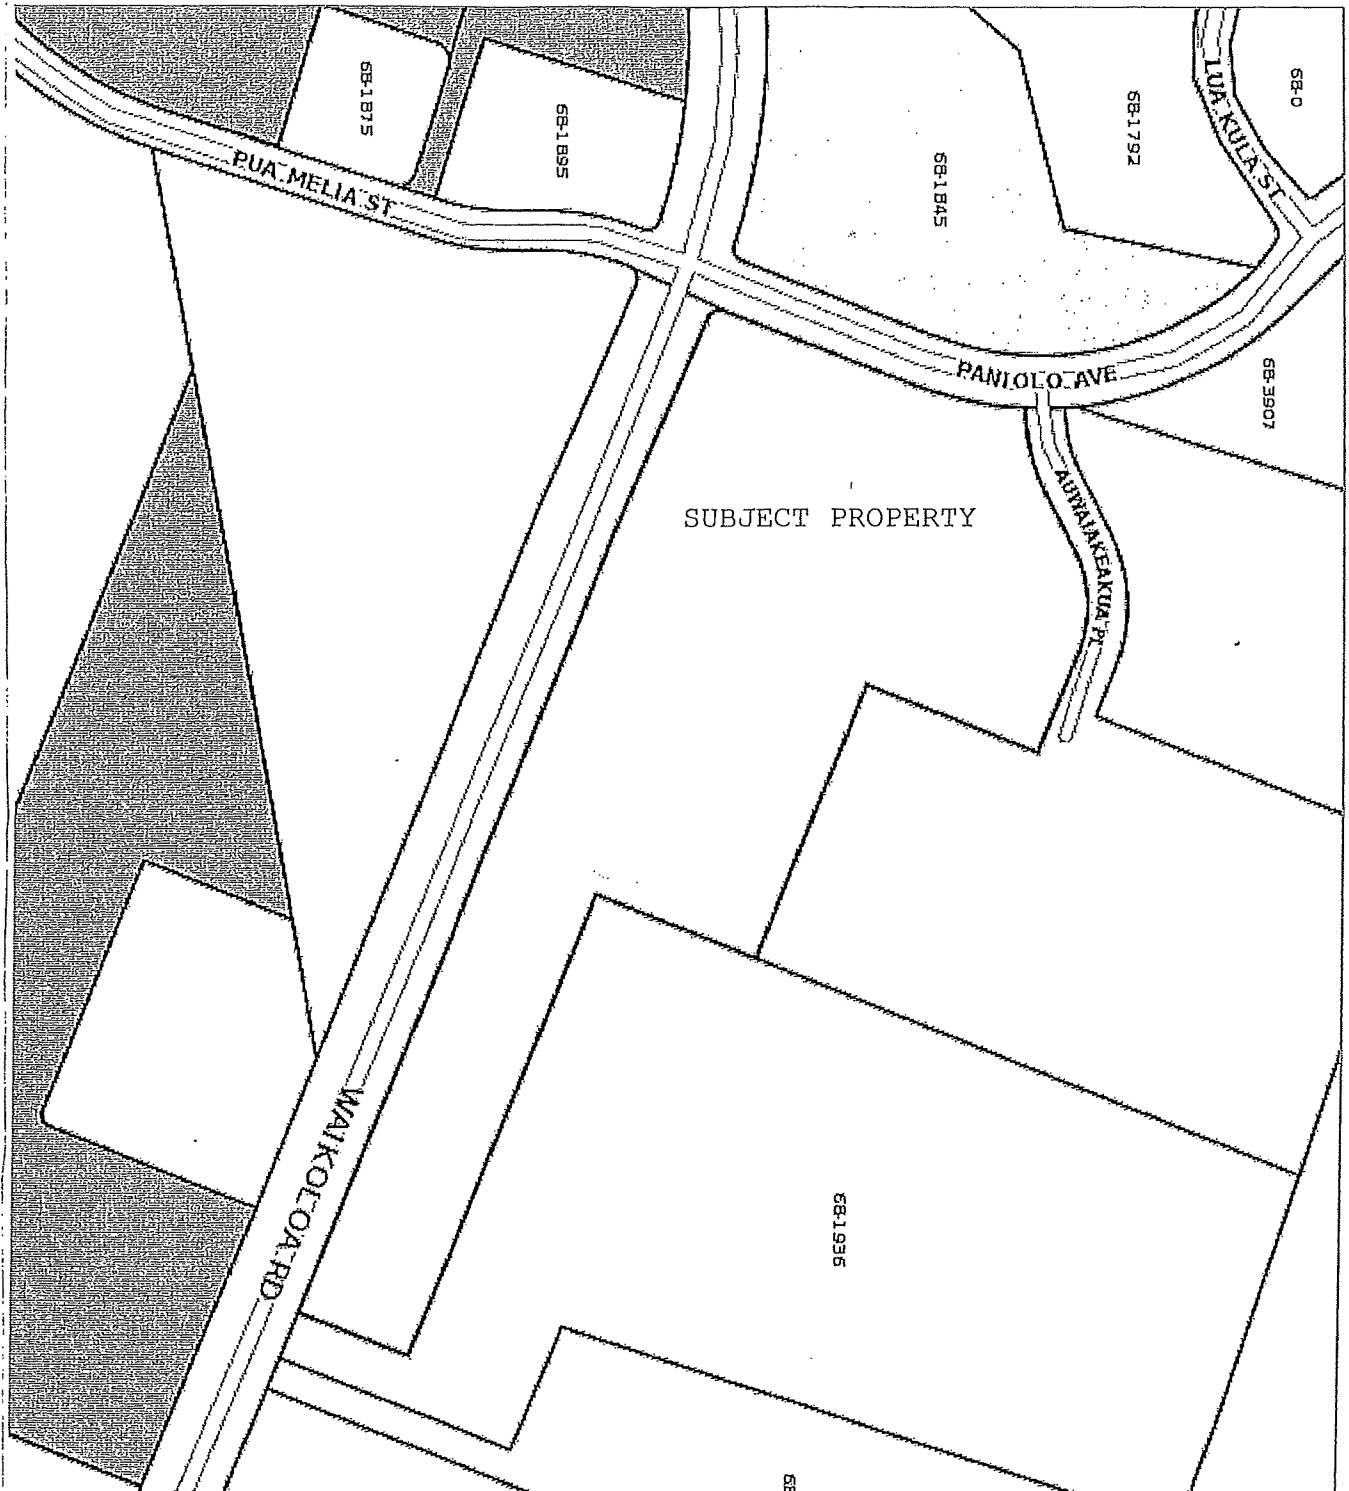 68-1875
68-1895
68-1845
68-1792
LUA KULA ST
68-0
PUA MELIA ST
PANIOLO AVE
68-3907
AUWAIAKEAKUA PL
SUBJECT PROPERTY
WAIKOLOA RD
68-1936
68